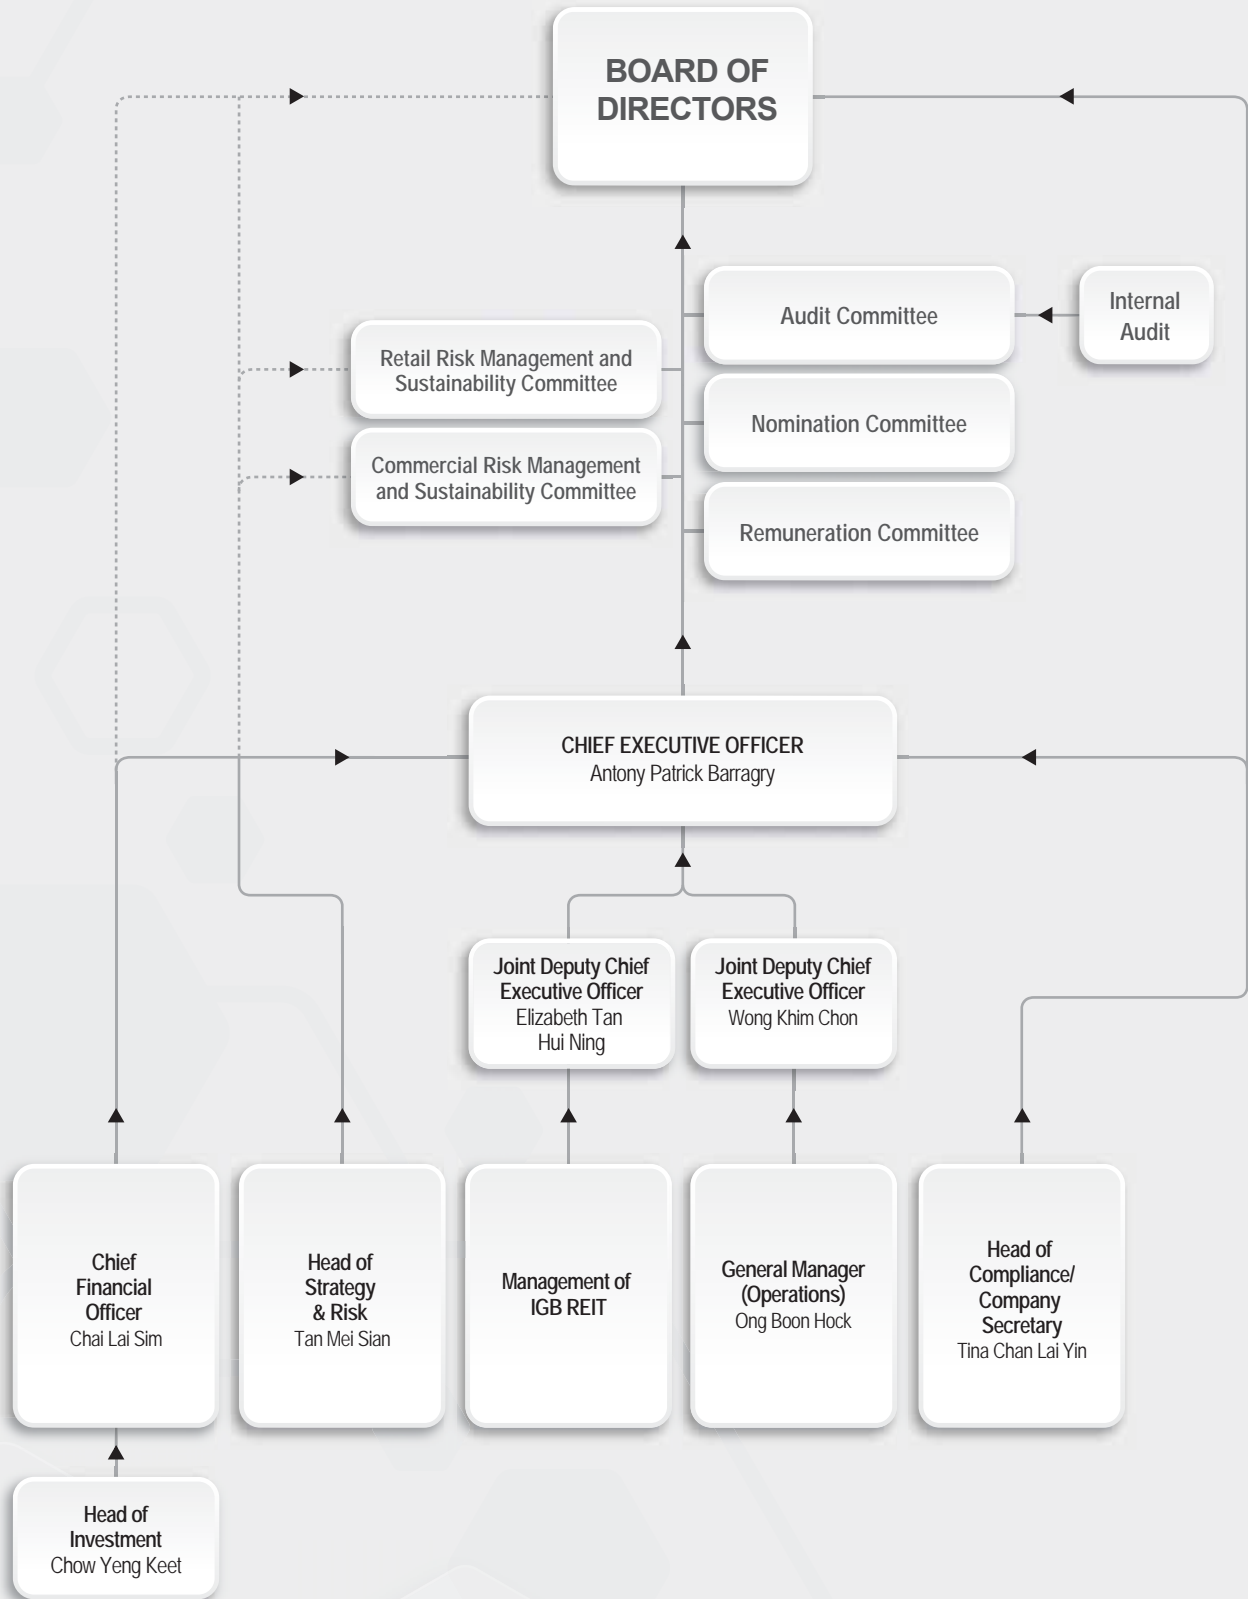 BOARD OF
DIRECTORS
Audit Committee
Internal
Audit
Retail Risk Management and
Sustainability Committee
Nomination Committee
Commercial Risk Management
and Sustainability Committee
Remuneration Committee
CHIEF EXECUTIVE OFFICER
Antony Patrick Barragry
Joint Deputy Chief
Executive Officer
Elizabeth Tan
Hui Ning
Joint Deputy Chief
Executive Officer
Wong Khim Chon
Chief
Financial
Officer
Chai Lai Sim
Head of
Strategy
& Risk
Tan Mei Sian
Management of
IGB REIT
General Manager
(Operations)
Ong Boon Hock
Head of
Compliance/
Company
Secretary
Tina Chan Lai Yin
Head of
Investment
Chow Yeng Keet